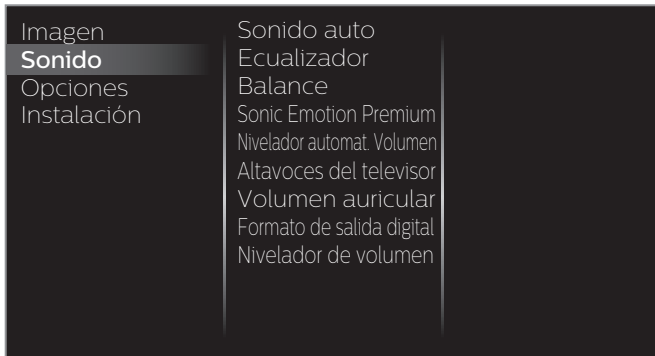 Imagen
Sonido
Opciones
Instalación
Sonido auto
Ecualizador
Balance
Sonic Emotion Premium
Nivelador automat. Volumen
Altavoces del televisor
Volumen auricular
Formato de salida digital
Nivelador de volumen